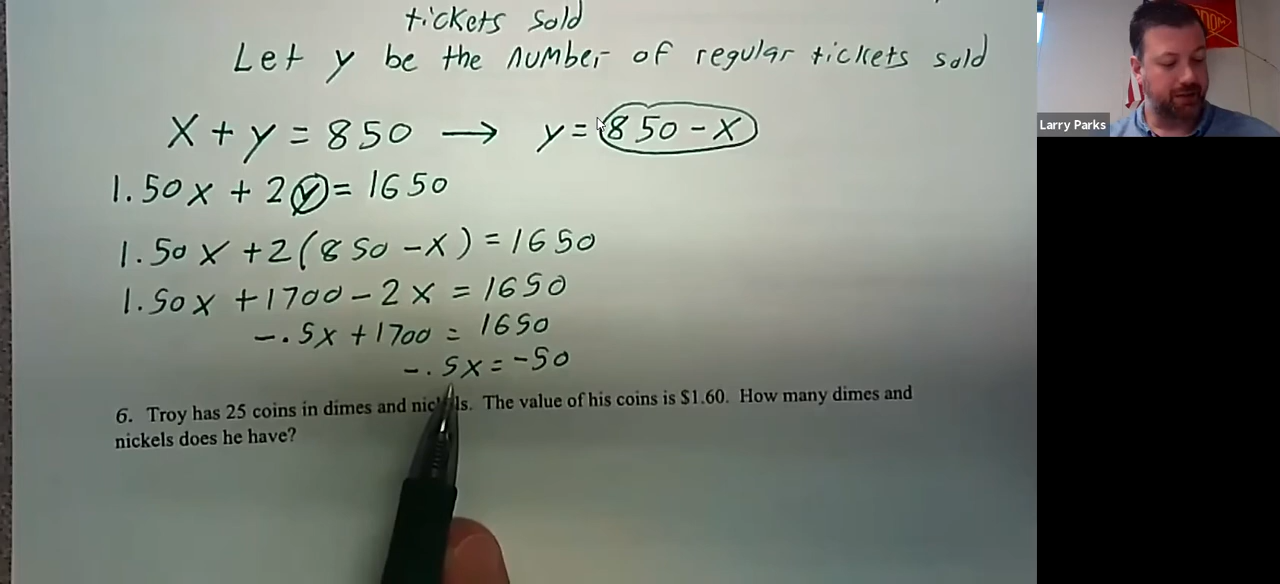 tickets sold
Let y be the number of regular tickets sold
x + y = 850 → y = 850 - x
1.50x + 2y = 1650
1.50x + 2(850 - x) = 1650
1.50x + 1700 - 2x = 1650
-.5x + 1700 = 1650
-.5x = -50
6. Troy has 25 coins in dimes and nickels. The value of his coins is $1.60. How many dimes and
nickels does he have?
Larry Parks